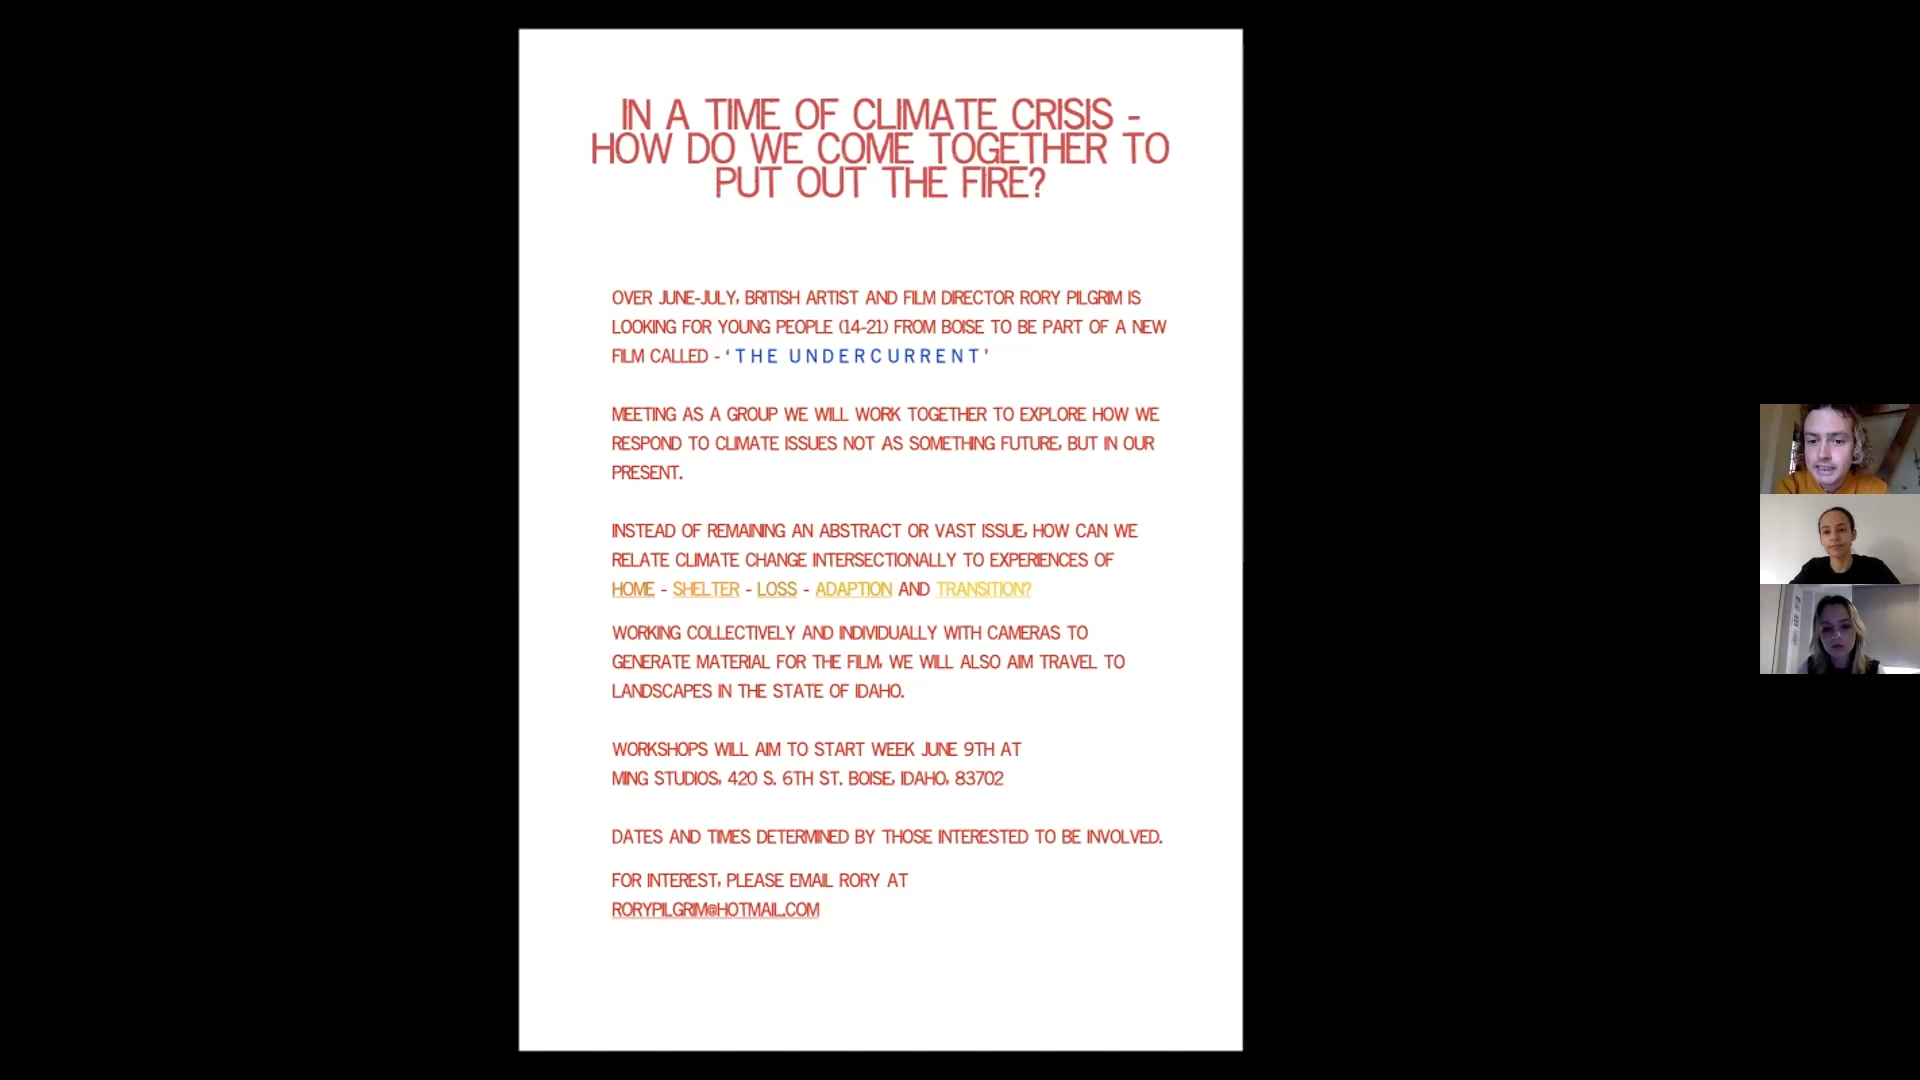 IN A TIME OF CLIMATE CRISIS -
HOW DO WE COME TOGETHER TO
PUT OUT THE FIRE?
OVER JUNE-JULY, BRITISH ARTIST AND FILM DIRECTOR RORY PILGRIM IS
LOOKING FOR YOUNG PEOPLE (14-21) FROM BOISE TO BE PART OF A NEW
FILM CALLED - ‘ T H E U N D E R C U R R E N T ’
MEETING AS A GROUP WE WILL WORK TOGETHER TO EXPLORE HOW WE
RESPOND TO CLIMATE ISSUES NOT AS SOMETHING FUTURE, BUT IN OUR
PRESENT.
INSTEAD OF REMAINING AN ABSTRACT OR VAST ISSUE, HOW CAN WE
RELATE CLIMATE CHANGE INTERSECTIONALLY TO EXPERIENCES OF
HOME - SHELTER - LOSS - ADAPTION AND TRANSITION?
WORKING COLLECTIVELY AND INDIVIDUALLY WITH CAMERAS TO
GENERATE MATERIAL FOR THE FILM, WE WILL ALSO AIM TRAVEL TO
LANDSCAPES IN THE STATE OF IDAHO.
WORKSHOPS WILL AIM TO START WEEK JUNE 9TH AT
MING STUDIOS, 420 S. 6TH ST. BOISE, IDAHO, 83702
DATES AND TIMES DETERMINED BY THOSE INTERESTED TO BE INVOLVED.
FOR INTEREST, PLEASE EMAIL RORY AT
RORYPILGRIM@HOTMAIL.COM